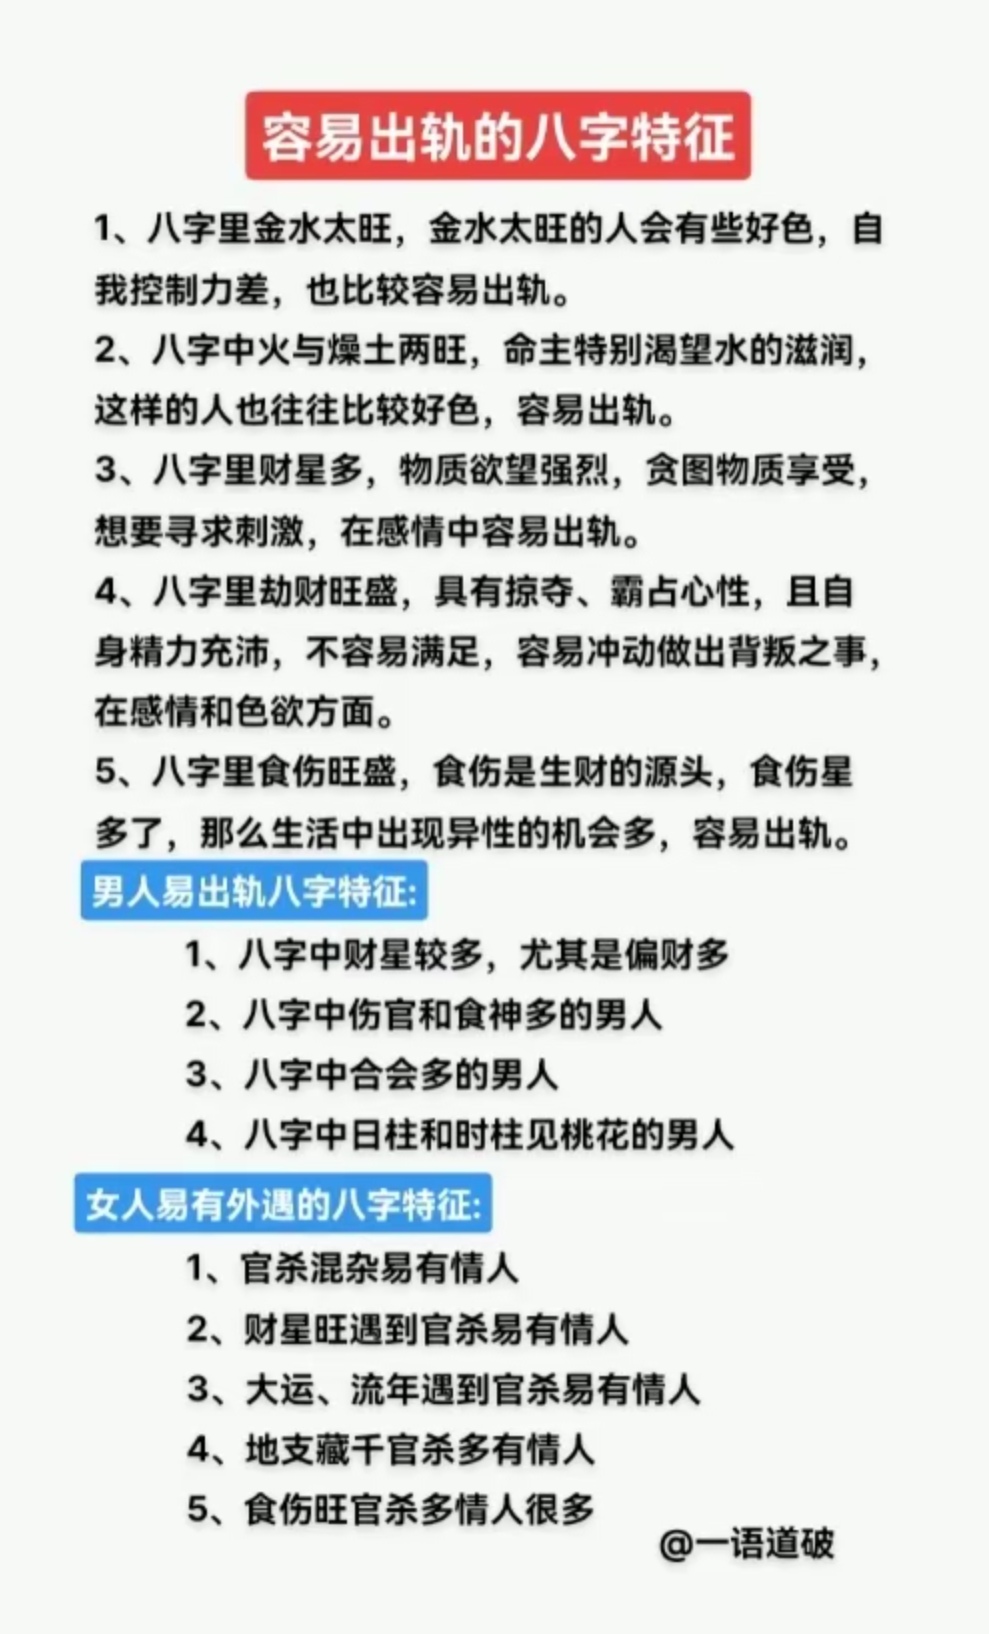 容易出轨的八字特征
1、八字里金水太旺，金水太旺的人会有些好色，自
我控制力差，也比较容易出轨。
2、八字中火与燥土两旺，命主特别渴望水的滋润，
这样的人也往往比较好色，容易出轨。
3、八字里财星多，物质欲望强烈，贪图物质享受，
想要寻求刺激，在感情中容易出轨。
4、八字里劫财旺盛，具有掠夺、霸占心性，且自
身精力充沛，不容易满足，容易冲动做出背叛之事，
在感情和色欲方面。
5、八字里食伤旺盛，食伤是生财的源头，食伤星
多了，那么生活中出现异性的机会多，容易出轨。
男人易出轨八字特征:
1、八字中财星较多，尤其是偏财多
2、八字中伤官和食神多的男人
3、八字中合会多的男人
4、八字中日柱和时柱见桃花的男人
女人易有外遇的八字特征:
1、官杀混杂易有情人
2、财星旺遇到官杀易有情人
3、大运、流年遇到官杀易有情人
4、地支藏干官杀多有情人
5、食伤旺官杀多情人很多
@一语道破